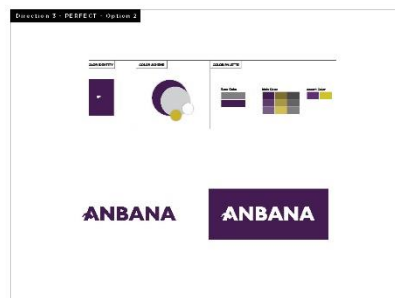 Direction 3 - PERFECT - Option 2
COLOR IDENTITY
COLOR SCHEME
COLOR PALETTE
Base Color
Main Color
Accent Color
ANBANA
ANBANA